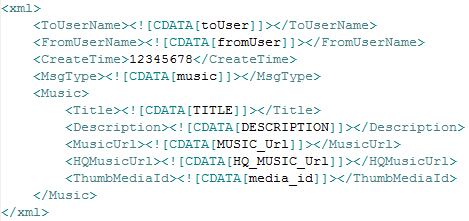 <xml>
<ToUserName><![CDATA[toUser]]></ToUserName>
<FromUserName><![CDATA[fromUser]]></FromUserName>
<CreateTime>12345678</CreateTime>
<MsgType><![CDATA[music]]></MsgType>
<Music>
<Title><![CDATA[TITLE]]></Title>
<Description><![CDATA[DESCRIPTION]]></Description>
<MusicUrl><![CDATA[MUSIC_Url]]></MusicUrl>
<HQMusicUrl><![CDATA[HQ_MUSIC_Url]]></HQMusicUrl>
<ThumbMediaId><![CDATA[media_id]]></ThumbMediaId>
</Music>
</xml>